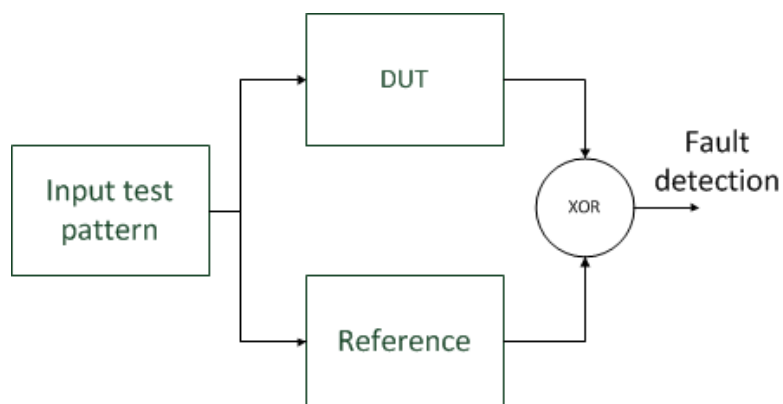 DUT
Input test
pattern
XOR
Fault
detection
Reference